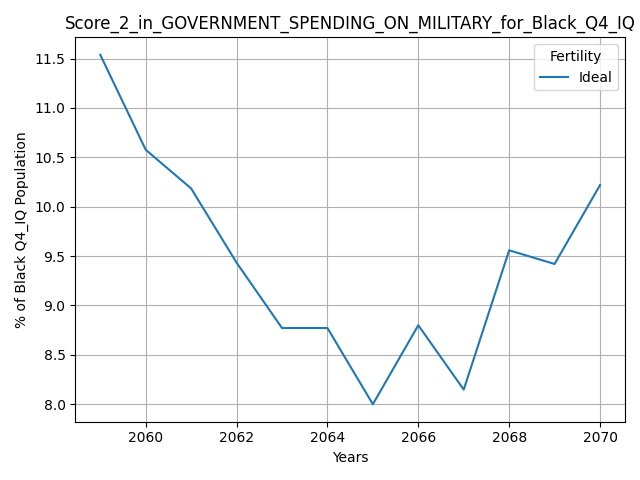 Score_2_in_GOVERNMENT_SPENDING_ON_MILITARY_for_Black_Q4_IQ
Fertility
Ideal
% of Black Q4_IQ Population
11.5
11.0
10.5
10.0
9.5
9.0
8.5
8.0
2060 2062 2064 2066 2068 2070
Years